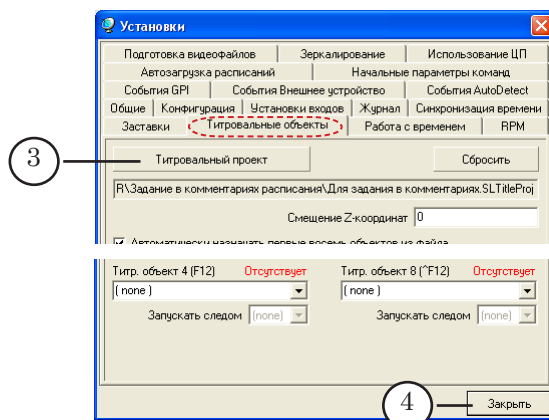 Установки
Подготовка видеофайлов Зеркалирование Использование ЦП
Автозагрузка расписаний Начальные параметры команд
События GPI События Внешнее устройство События AutoDetect
Общие Конфигурация Установки входов Журнал Синхронизация времени
Заставки Титровальные объекты Работа с временем RPM
3 Титровальный проект Сбросить
R\Задание в комментариях расписания\Для задания в комментариях.SLTitleProj
Смещение Z-координат 0
Автоматически назначать первые восемь объектов из файла
Титр. объект 4 (F12) Отсутствует Титр. объект 8 (^F12) Отсутствует
( none ) ( none )
Запускать следом (none) Запускать следом (none)
4 Закрыть